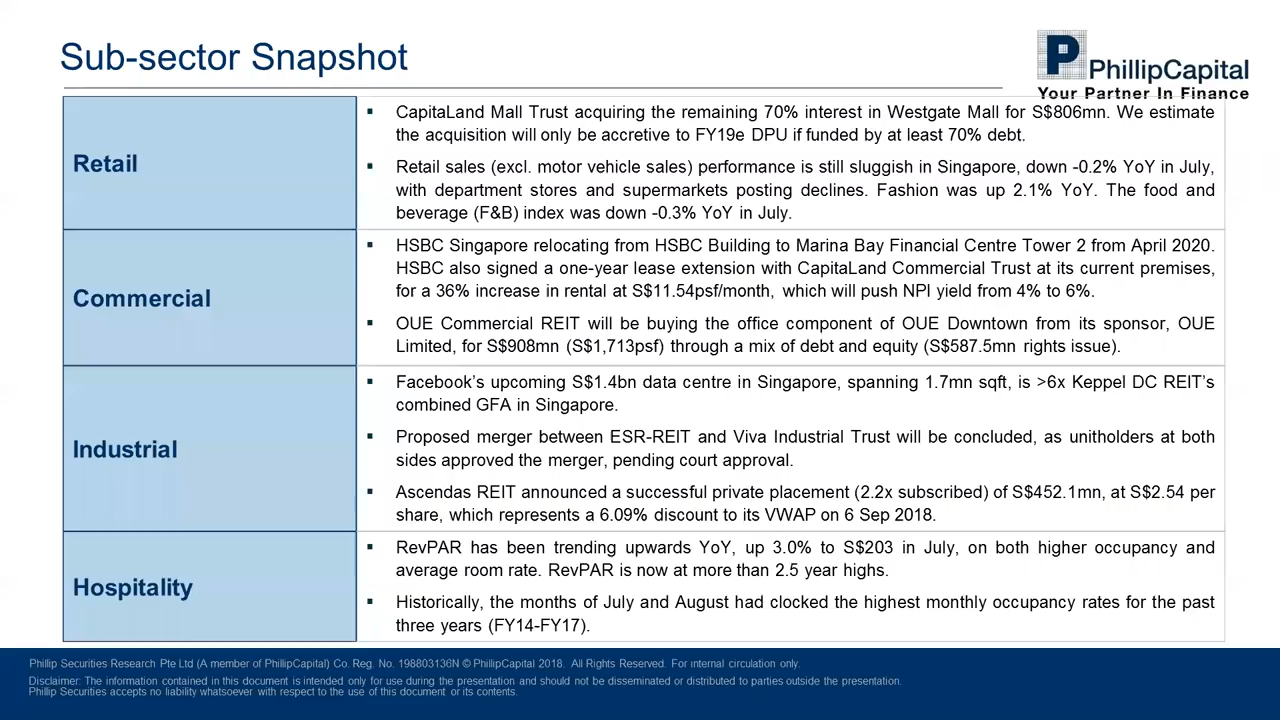 Sub-sector Snapshot
P PhillipCapital
Your Partner In Finance
Retail
▪ CapitaLand Mall Trust acquiring the remaining 70% interest in Westgate Mall for S$806mn. We estimate
the acquisition will only be accretive to FY19e DPU if funded by at least 70% debt.
▪ Retail sales (excl. motor vehicle sales) performance is still sluggish in Singapore, down -0.2% YoY in July,
with department stores and supermarkets posting declines. Fashion was up 2.1% YoY. The food and
beverage (F&B) index was down -0.3% YoY in July.
Commercial
▪ HSBC Singapore relocating from HSBC Building to Marina Bay Financial Centre Tower 2 from April 2020.
HSBC also signed a one-year lease extension with CapitaLand Commercial Trust at its current premises,
for a 36% increase in rental at S$11.54psf/month, which will push NPI yield from 4% to 6%.
▪ OUE Commercial REIT will be buying the office component of OUE Downtown from its sponsor, OUE
Limited, for S$908mn (S$1,713psf) through a mix of debt and equity (S$587.5mn rights issue).
Industrial
▪ Facebook’s upcoming S$1.4bn data centre in Singapore, spanning 1.7mn sqft, is >6x Keppel DC REIT’s
combined GFA in Singapore.
▪ Proposed merger between ESR-REIT and Viva Industrial Trust will be concluded, as unitholders at both
sides approved the merger, pending court approval.
▪ Ascendas REIT announced a successful private placement (2.2x subscribed) of S$452.1mn, at S$2.54 per
share, which represents a 6.09% discount to its VWAP on 6 Sep 2018.
Hospitality
▪ RevPAR has been trending upwards YoY, up 3.0% to S$203 in July, on both higher occupancy and
average room rate. RevPAR is now at more than 2.5 year highs.
▪ Historically, the months of July and August had clocked the highest monthly occupancy rates for the past
three years (FY14-FY17).
Phillip Securities Research Pte Ltd (A member of PhillipCapital) Co. Reg. No. 198803136N © PhillipCapital 2018. All Rights Reserved. For internal circulation only.
Disclaimer: The information contained in this document is intended only for use during the presentation and should not be disseminated or distributed to parties outside the presentation.
Phillip Securities accepts no liability whatsoever with respect to the use of this document or its contents.